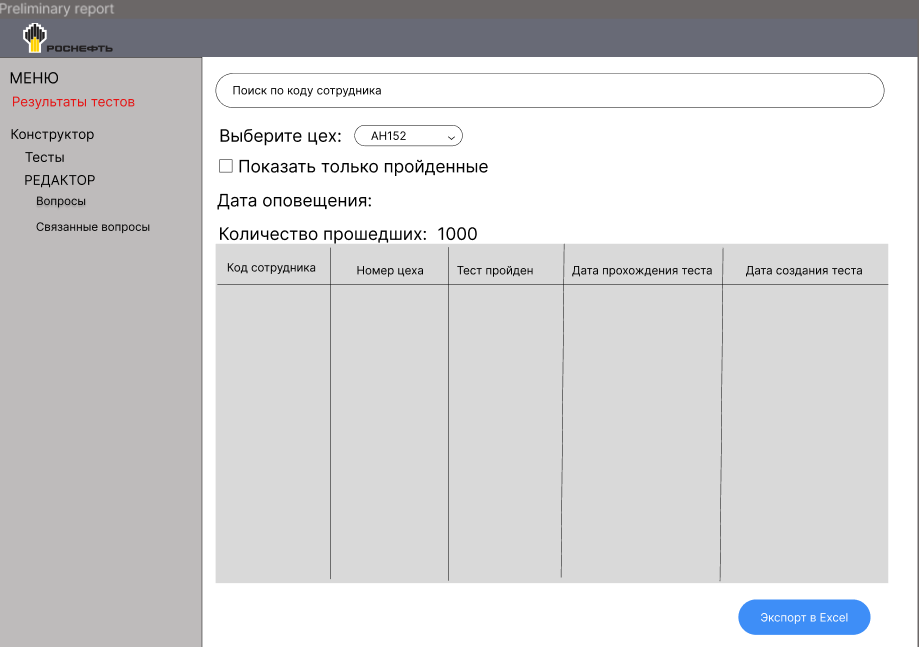 Preliminary report
РОСНЕФТЬ
МЕНЮ
Результаты тестов
Конструктор
Тесты
РЕДАКТОР
Вопросы
Связанные вопросы
Поиск по коду сотрудника
Выберите цех: АН152
Показать только пройденные
Дата оповещения:
Количество прошедших: 1000
Код сотрудника Номер цеха Тест пройден Дата прохождения теста Дата создания теста
Экспорт в Excel